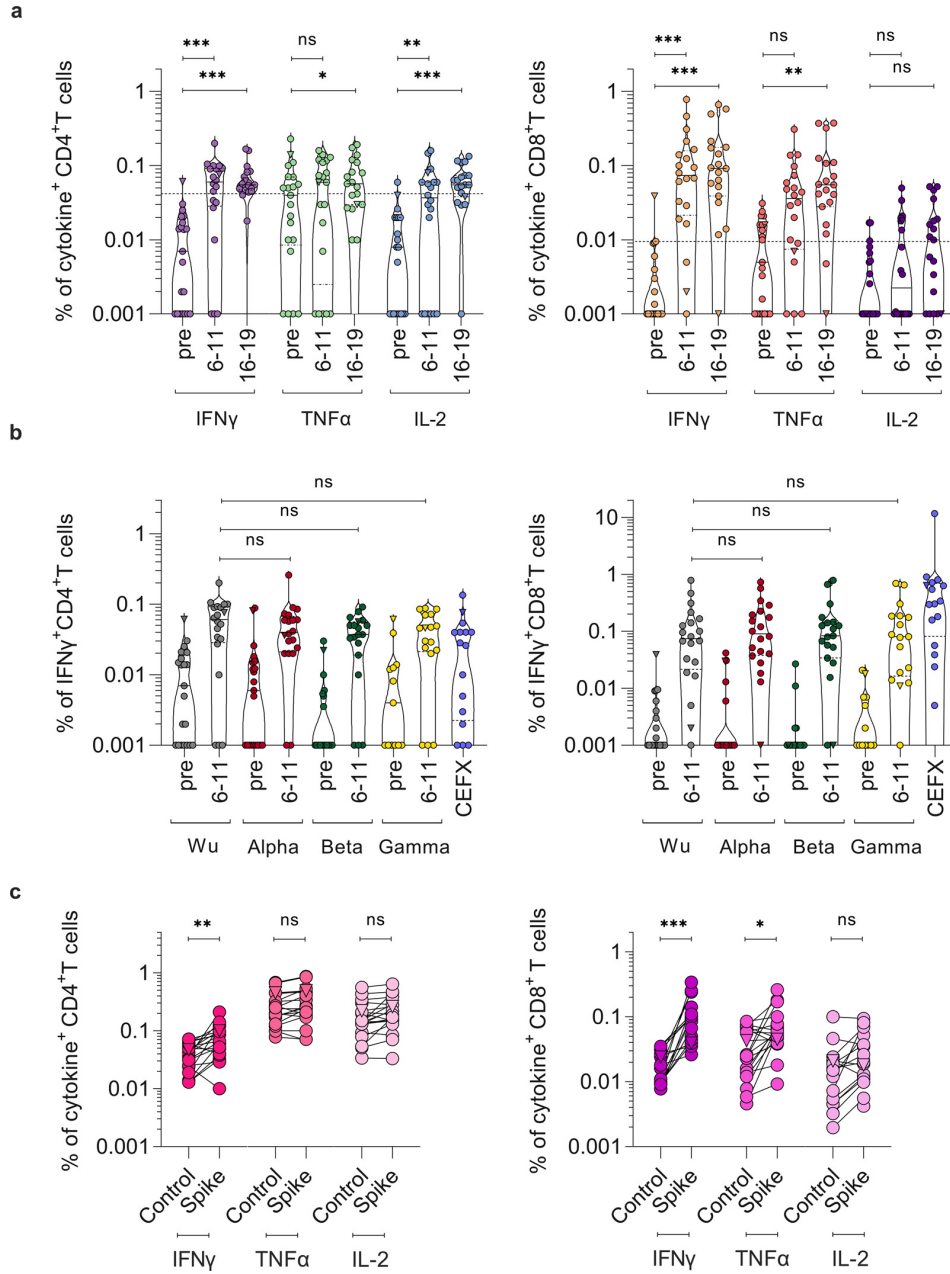 a
*** ns **
*** * ***
% of cytokine+ CD4+T cells
1
0.1
0.01
0.001
pre 6-11 16-19 pre 6-11 16-19 pre 6-11 16-19
IFNγ TNFα IL-2
*** ns ns
*** ** ns
% of cytokine+ CD8+T cells
1
0.1
0.01
0.001
pre 6-11 16-19 pre 6-11 16-19 pre 6-11 16-19
IFNγ TNFα IL-2
b
ns
ns
ns
% of IFNγ+CD4+T cells
1
0.1
0.01
0.001
pre 6-11 pre 6-11 pre 6-11 pre 6-11 CEFX
Wu Alpha Beta Gamma
ns
ns
ns
% of IFNγ+CD8+T cells
10
1
0.1
0.01
0.001
pre 6-11 pre 6-11 pre 6-11 pre 6-11 CEFX
Wu Alpha Beta Gamma
c
** ns ns
% of cytokine+ CD4+T cells
1
0.1
0.01
0.001
Control Spike Control Spike Control Spike
IFNγ TNFα IL-2
*** * ns
% of cytokine+ CD8+T cells
1
0.1
0.01
0.001
Control Spike Control Spike Control Spike
IFNγ TNFα IL-2